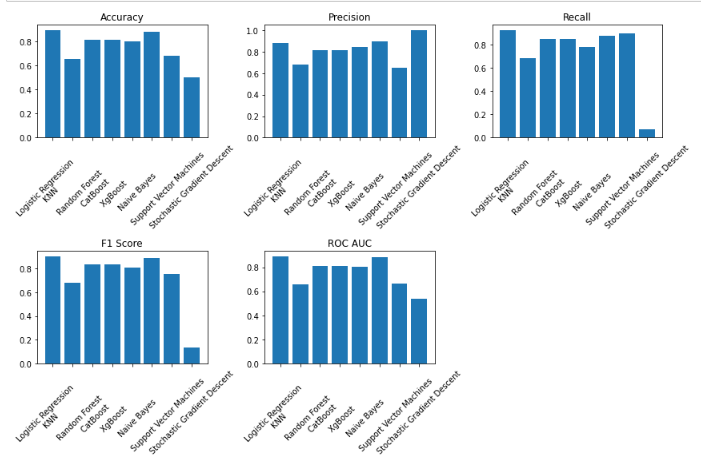 Accuracy
0.8
0.6
0.4
0.2
0.0
Logistic Regression
KNN
Random Forest
CatBoost
XgBoost
Naive Bayes
Support Vector Machines
Stochastic Gradient Descent
Precision
1.0
0.8
0.6
0.4
0.2
0.0
Logistic Regression
KNN
Random Forest
CatBoost
XgBoost
Naive Bayes
Support Vector Machines
Stochastic Gradient Descent
Recall
0.8
0.6
0.4
0.2
0.0
Logistic Regression
KNN
Random Forest
CatBoost
XgBoost
Naive Bayes
Support Vector Machines
Stochastic Gradient Descent
F1 Score
0.8
0.6
0.4
0.2
0.0
Logistic Regression
KNN
Random Forest
CatBoost
XgBoost
Naive Bayes
Support Vector Machines
Stochastic Gradient Descent
ROC AUC
0.8
0.6
0.4
0.2
0.0
Logistic Regression
KNN
Random Forest
CatBoost
XgBoost
Naive Bayes
Support Vector Machines
Stochastic Gradient Descent